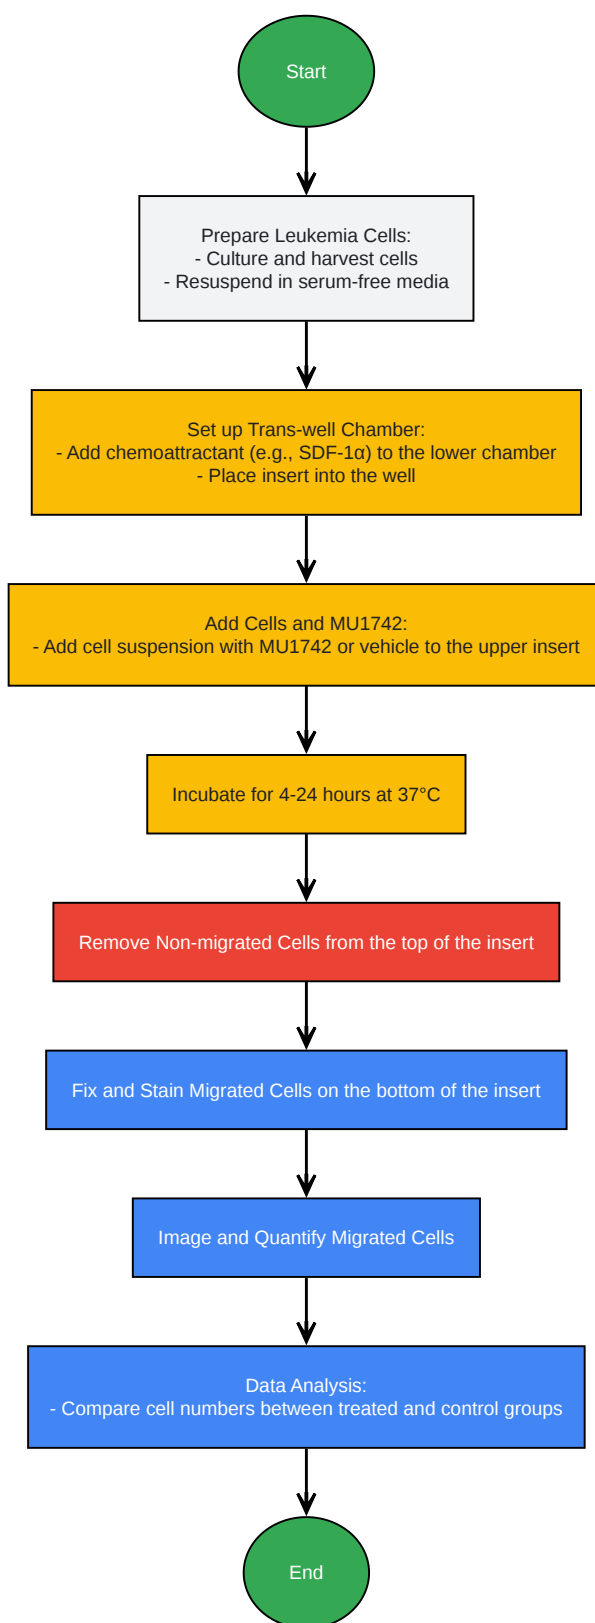 Start
Prepare Leukemia Cells:
- Culture and harvest cells
- Resuspend in serum-free media
Set up Trans-well Chamber:
- Add chemoattractant (e.g., SDF-1α) to the lower chamber
- Place insert into the well
Add Cells and MU1742:
- Add cell suspension with MU1742 or vehicle to the upper insert
Incubate for 4-24 hours at 37°C
Remove Non-migrated Cells from the top of the insert
Fix and Stain Migrated Cells on the bottom of the insert
Image and Quantify Migrated Cells
Data Analysis:
- Compare cell numbers between treated and control groups
End